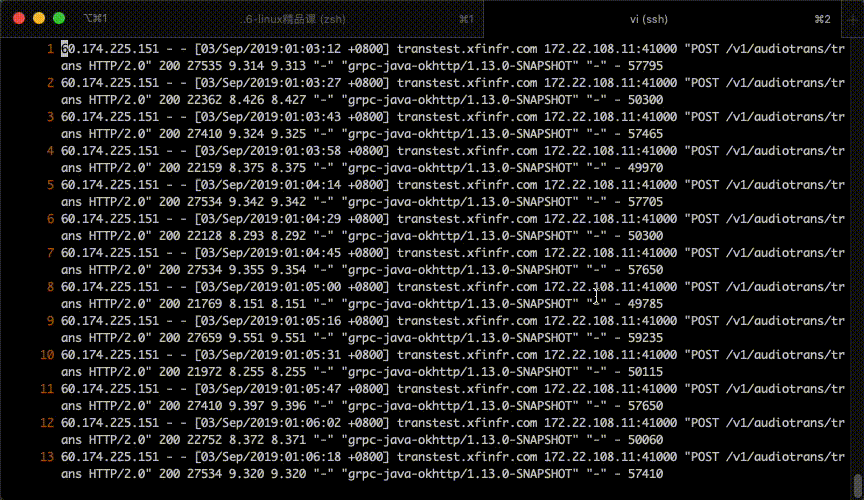 ⌥⌘1 ..6-linux精品课 (zsh) ⌘1 vi (ssh) ⌘2
1 60.174.225.151 - - [03/Sep/2019:01:03:12 +0800] transtest.xfinfr.com 172.22.108.11:41000 "POST /v1/audiotrans/tr
ans HTTP/2.0" 200 27535 9.314 9.313 "-" "grpc-java-okhttp/1.13.0-SNAPSHOT" "-" - 57795
2 60.174.225.151 - - [03/Sep/2019:01:03:27 +0800] transtest.xfinfr.com 172.22.108.11:41000 "POST /v1/audiotrans/tr
ans HTTP/2.0" 200 22362 8.426 8.427 "-" "grpc-java-okhttp/1.13.0-SNAPSHOT" "-" - 50300
3 60.174.225.151 - - [03/Sep/2019:01:03:43 +0800] transtest.xfinfr.com 172.22.108.11:41000 "POST /v1/audiotrans/tr
ans HTTP/2.0" 200 27410 9.324 9.325 "-" "grpc-java-okhttp/1.13.0-SNAPSHOT" "-" - 57465
4 60.174.225.151 - - [03/Sep/2019:01:03:58 +0800] transtest.xfinfr.com 172.22.108.11:41000 "POST /v1/audiotrans/tr
ans HTTP/2.0" 200 22159 8.375 8.375 "-" "grpc-java-okhttp/1.13.0-SNAPSHOT" "-" - 49970
5 60.174.225.151 - - [03/Sep/2019:01:04:14 +0800] transtest.xfinfr.com 172.22.108.11:41000 "POST /v1/audiotrans/tr
ans HTTP/2.0" 200 27534 9.342 9.342 "-" "grpc-java-okhttp/1.13.0-SNAPSHOT" "-" - 57705
6 60.174.225.151 - - [03/Sep/2019:01:04:29 +0800] transtest.xfinfr.com 172.22.108.11:41000 "POST /v1/audiotrans/tr
ans HTTP/2.0" 200 22128 8.293 8.292 "-" "grpc-java-okhttp/1.13.0-SNAPSHOT" "-" - 50300
7 60.174.225.151 - - [03/Sep/2019:01:04:45 +0800] transtest.xfinfr.com 172.22.108.11:41000 "POST /v1/audiotrans/tr
ans HTTP/2.0" 200 27534 9.355 9.354 "-" "grpc-java-okhttp/1.13.0-SNAPSHOT" "-" - 57650
8 60.174.225.151 - - [03/Sep/2019:01:05:00 +0800] transtest.xfinfr.com 172.22.108.11:41000 "POST /v1/audiotrans/tr
ans HTTP/2.0" 200 21769 8.151 8.151 "-" "grpc-java-okhttp/1.13.0-SNAPSHOT" "-" - 49785
9 60.174.225.151 - - [03/Sep/2019:01:05:16 +0800] transtest.xfinfr.com 172.22.108.11:41000 "POST /v1/audiotrans/tr
ans HTTP/2.0" 200 27659 9.551 9.551 "-" "grpc-java-okhttp/1.13.0-SNAPSHOT" "-" - 59235
10 60.174.225.151 - - [03/Sep/2019:01:05:31 +0800] transtest.xfinfr.com 172.22.108.11:41000 "POST /v1/audiotrans/tr
ans HTTP/2.0" 200 21972 8.255 8.255 "-" "grpc-java-okhttp/1.13.0-SNAPSHOT" "-" - 50115
11 60.174.225.151 - - [03/Sep/2019:01:05:47 +0800] transtest.xfinfr.com 172.22.108.11:41000 "POST /v1/audiotrans/tr
ans HTTP/2.0" 200 27410 9.397 9.396 "-" "grpc-java-okhttp/1.13.0-SNAPSHOT" "-" - 57650
12 60.174.225.151 - - [03/Sep/2019:01:06:02 +0800] transtest.xfinfr.com 172.22.108.11:41000 "POST /v1/audiotrans/tr
ans HTTP/2.0" 200 22752 8.372 8.371 "-" "grpc-java-okhttp/1.13.0-SNAPSHOT" "-" - 50060
13 60.174.225.151 - - [03/Sep/2019:01:06:18 +0800] transtest.xfinfr.com 172.22.108.11:41000 "POST /v1/audiotrans/tr
ans HTTP/2.0" 200 27534 9.320 9.320 "-" "grpc-java-okhttp/1.13.0-SNAPSHOT" "-" - 57410